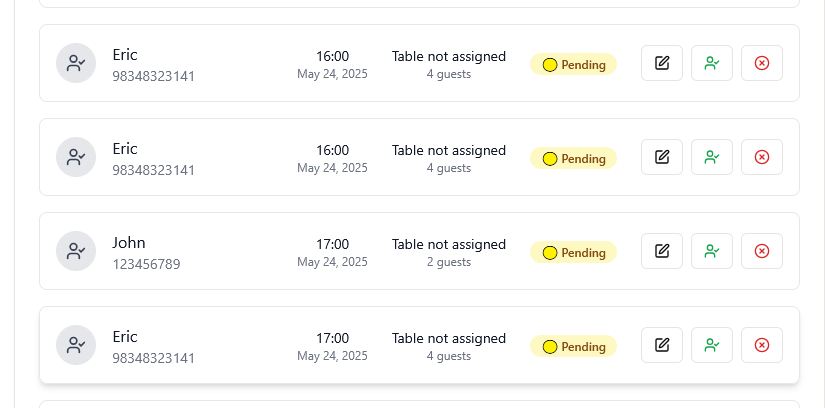 Eric
98348323141
16:00
May 24, 2025
Table not assigned
4 guests
Pending
Eric
98348323141
16:00
May 24, 2025
Table not assigned
4 guests
Pending
John
123456789
17:00
May 24, 2025
Table not assigned
2 guests
Pending
Eric
98348323141
17:00
May 24, 2025
Table not assigned
4 guests
Pending